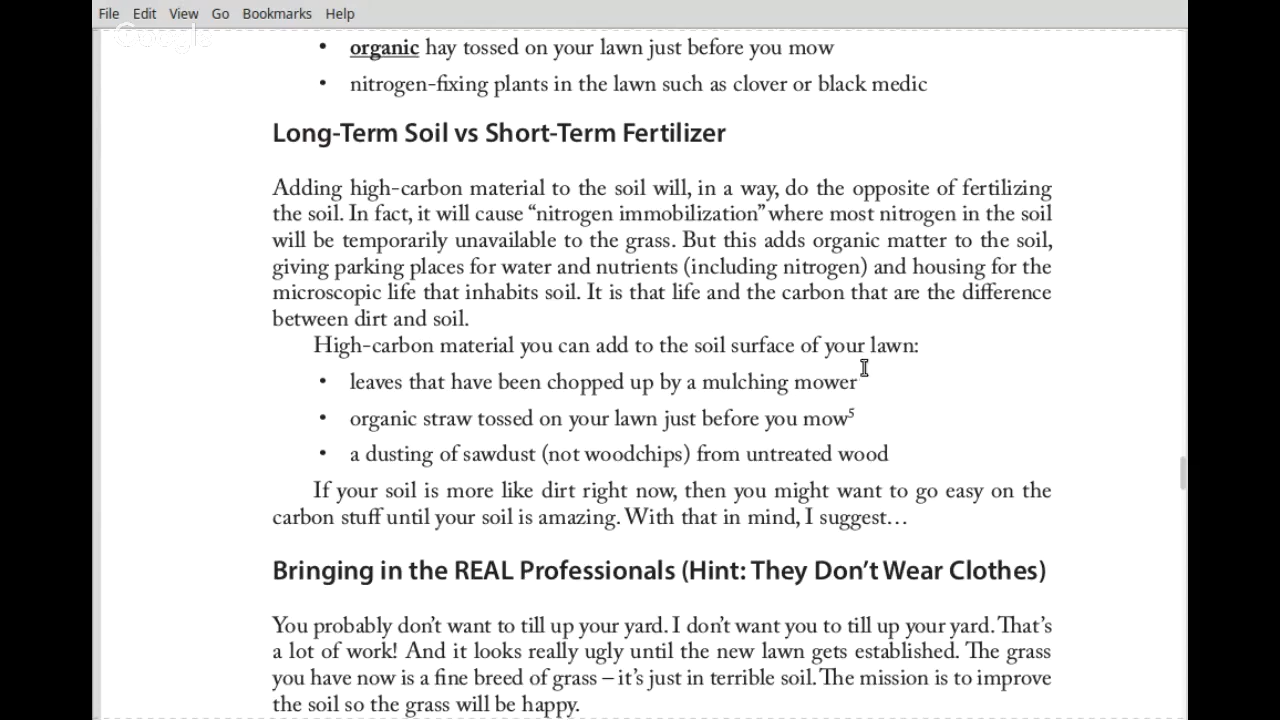 File Edit View Go Bookmarks Help
Google
• organic hay tossed on your lawn just before you mow
• nitrogen-fixing plants in the lawn such as clover or black medic
Long-Term Soil vs Short-Term Fertilizer
Adding high-carbon material to the soil will, in a way, do the opposite of fertilizing
the soil. In fact, it will cause “nitrogen immobilization” where most nitrogen in the soil
will be temporarily unavailable to the grass. But this adds organic matter to the soil,
giving parking places for water and nutrients (including nitrogen) and housing for the
microscopic life that inhabits soil. It is that life and the carbon that are the difference
between dirt and soil.
High-carbon material you can add to the soil surface of your lawn:
• leaves that have been chopped up by a mulching mower
• organic straw tossed on your lawn just before you mow⁵
• a dusting of sawdust (not woodchips) from untreated wood
If your soil is more like dirt right now, then you might want to go easy on the
carbon stuff until your soil is amazing. With that in mind, I suggest…
Bringing in the REAL Professionals (Hint: They Don’t Wear Clothes)
You probably don’t want to till up your yard. I don’t want you to till up your yard. That’s
a lot of work! And it looks really ugly until the new lawn gets established. The grass
you have now is a fine breed of grass – it’s just in terrible soil. The mission is to improve
the soil so the grass will be happy.